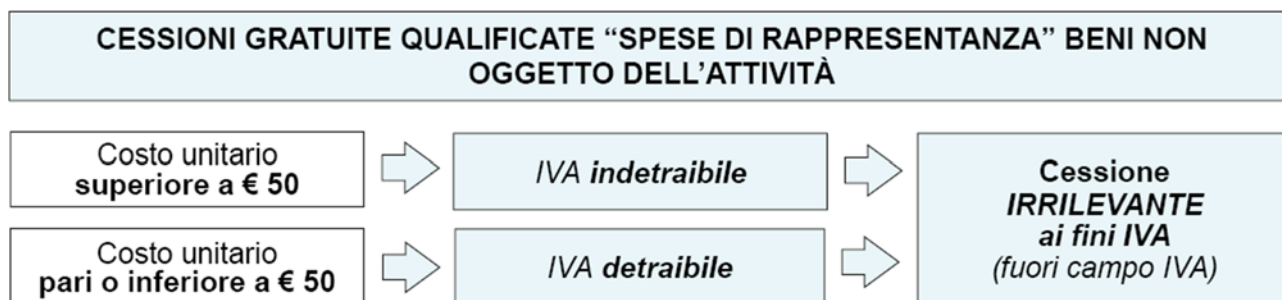 CESSIONI GRATUITE QUALIFICATE “SPESE DI RAPPRESENTANZA” BENI NON
OGGETTO DELL’ATTIVITÀ
Costo unitario
superiore a € 50
IVA indetraibile
Costo unitario
pari o inferiore a € 50
IVA detraibile
Cessione
IRRILEVANTE
ai fini IVA
(fuori campo IVA)